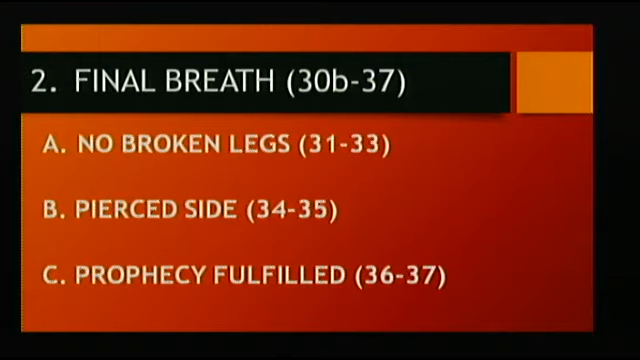 2. FINAL BREATH (30b-37)
A. NO BROKEN LEGS (31-33)
B. PIERCED SIDE (34-35)
C. PROPHECY FULFILLED (36-37)